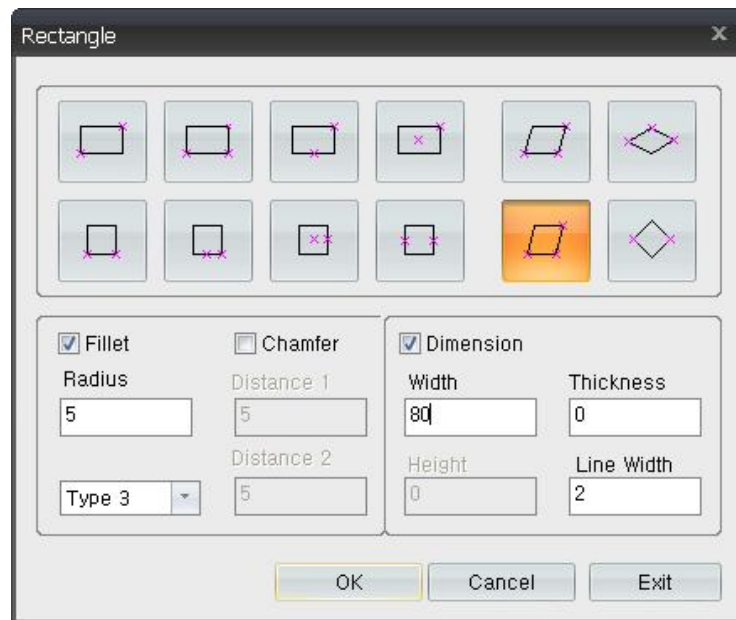 Rectangle
Fillet Chamfer Dimension
Radius Distance 1 Width Thickness
5 5 80 0
Distance 2 Height Line Width
Type 3 5 0 2
OK Cancel Exit